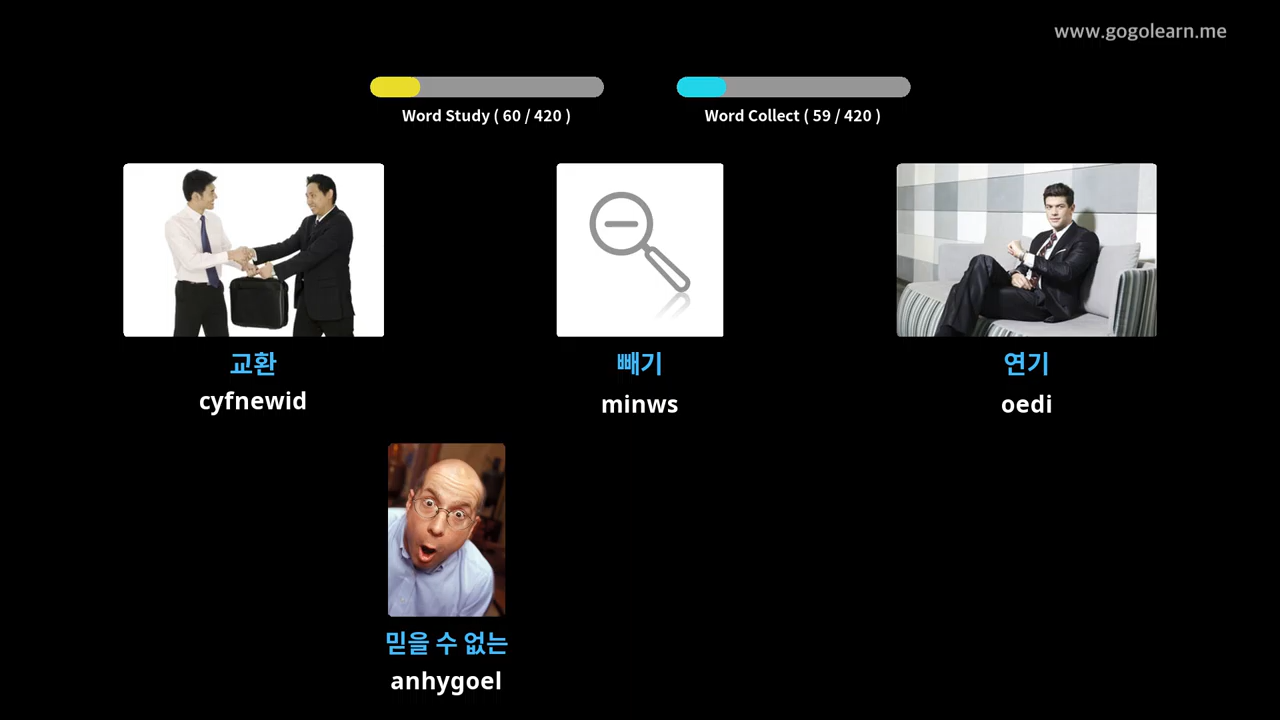 www.gogolearn.me
Word Study ( 60 / 420 )
Word Collect ( 59 / 420 )
교환
cyfnewid
빼기
minws
연기
oedi
믿을 수 없는
anhygoel